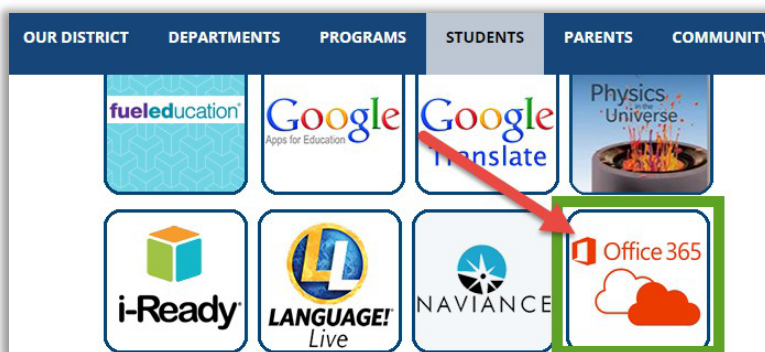 OUR DISTRICT DEPARTMENTS PROGRAMS STUDENTS PARENTS COMMUNITY
fueleducation
Google
Apps for Education
Google
Translate
Physics
in the
Universe
i-Ready
LL
LANGUAGE!
Live
NAVIANCE
Office 365